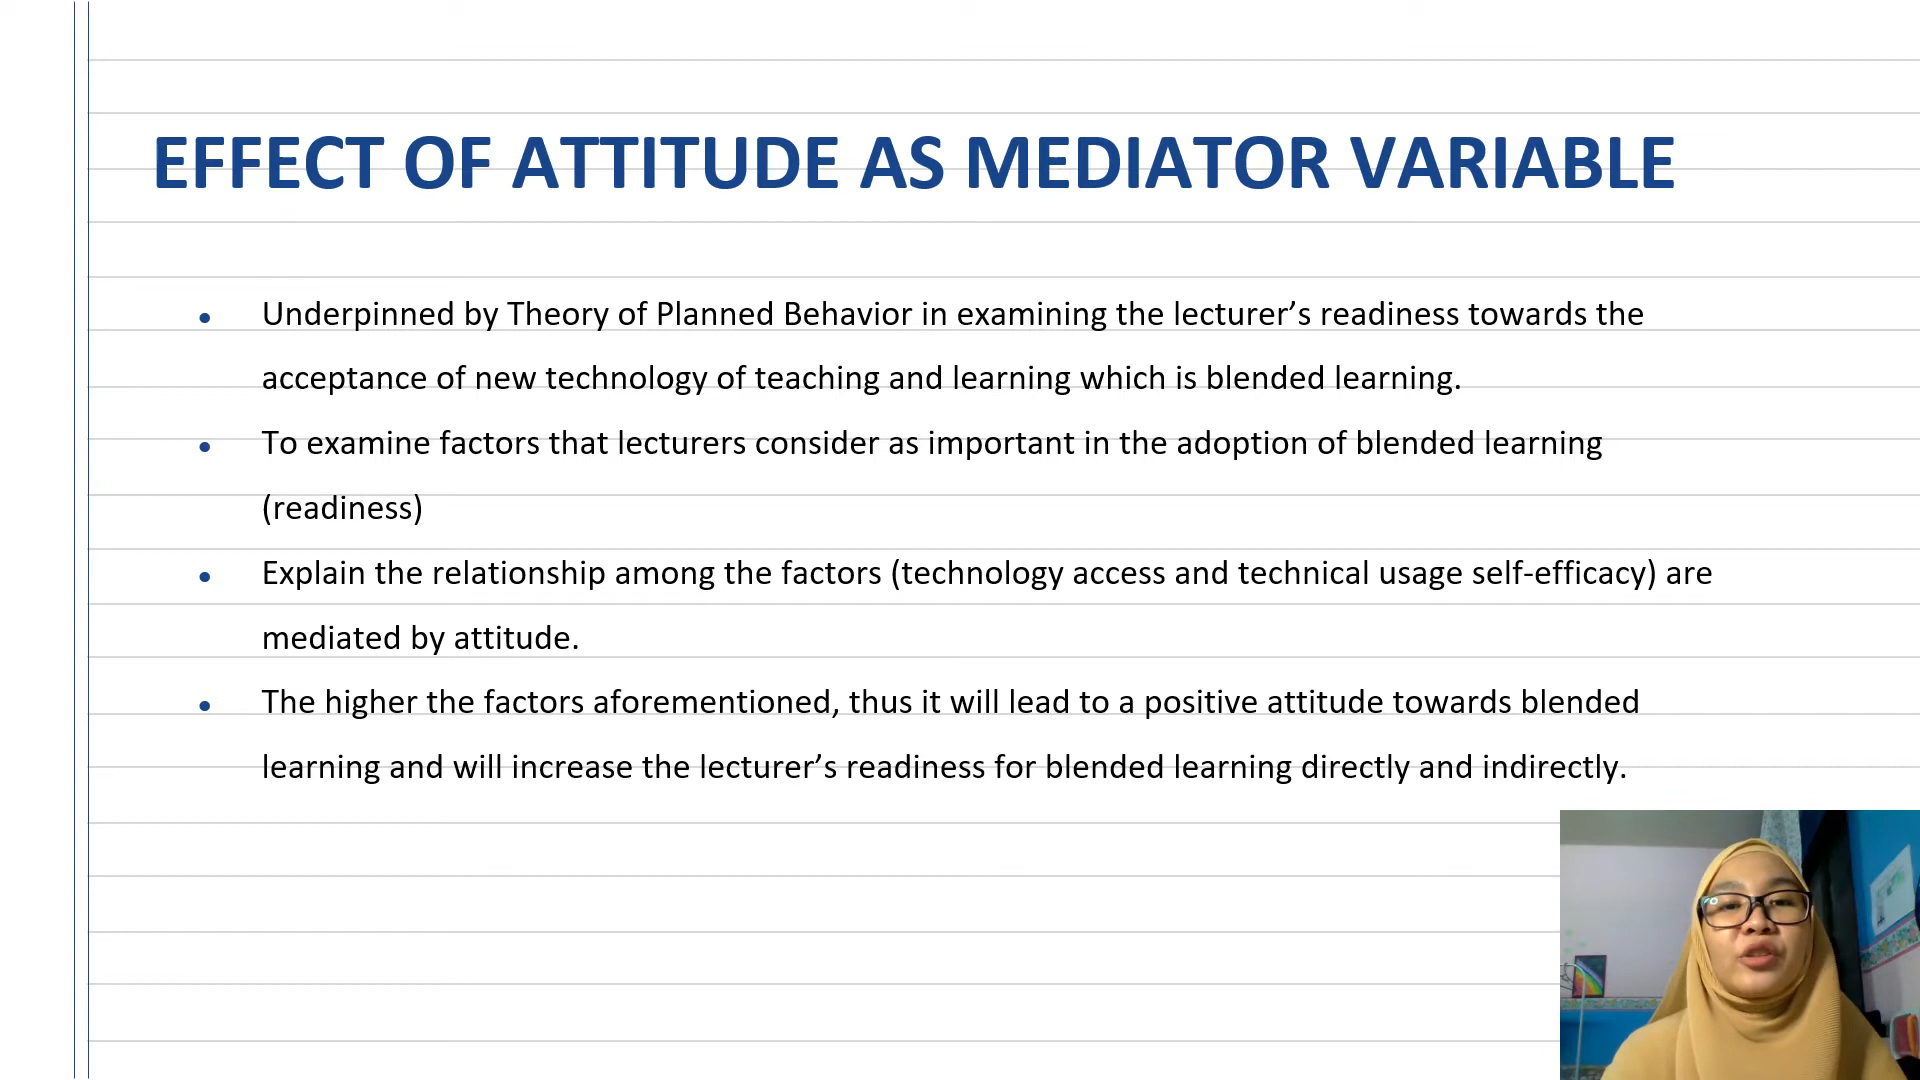 EFFECT OF ATTITUDE AS MEDIATOR VARIABLE
• Underpinned by Theory of Planned Behavior in examining the lecturer’s readiness towards the
acceptance of new technology of teaching and learning which is blended learning.
• To examine factors that lecturers consider as important in the adoption of blended learning
(readiness)
• Explain the relationship among the factors (technology access and technical usage self-efficacy) are
mediated by attitude.
• The higher the factors aforementioned, thus it will lead to a positive attitude towards blended
learning and will increase the lecturer’s readiness for blended learning directly and indirectly.